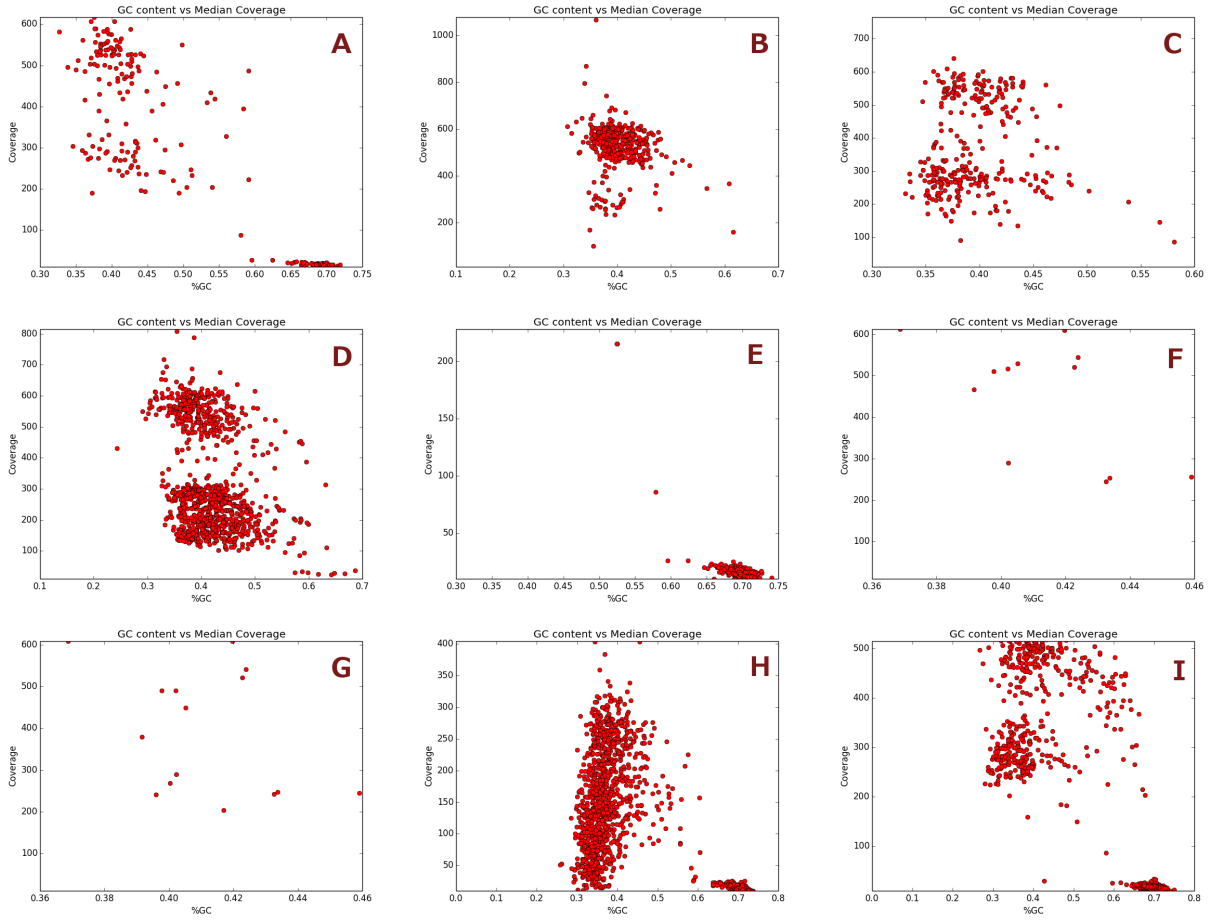 GC content vs Median Coverage
A
Coverage
600
500
400
300
200
100
0.30 0.35 0.40 0.45 0.50 0.55 0.60 0.65 0.70 0.75
%GC
GC content vs Median Coverage
B
Coverage
1000
800
600
400
200
0.1 0.2 0.3 0.4 0.5 0.6 0.7
%GC
GC content vs Median Coverage
C
Coverage
700
600
500
400
300
200
100
0.30 0.35 0.40 0.45 0.50 0.55 0.60
%GC
GC content vs Median Coverage
D
Coverage
800
700
600
500
400
300
200
100
0.1 0.2 0.3 0.4 0.5 0.6 0.7
%GC
GC content vs Median Coverage
E
Coverage
200
150
100
50
0.45 0.50 0.55 0.60 0.65 0.70 0.75
0.40
%GC
GC content vs Median Coverage
F
Coverage
600
500
400
300
200
100
0.36 0.38 0.40 0.42 0.44 0.46
%GC
GC content vs Median Coverage
G
Coverage
600
500
400
300
200
100
0.36 0.38 0.40 0.42 0.44 0.46
%GC
GC content vs Median Coverage
H
Coverage
400
350
300
250
200
150
100
50
0.0 0.1 0.2 0.3 0.4 0.5 0.6 0.7 0.8
%GC
GC content vs Median Coverage
I
Coverage
500
400
300
200
100
0.0 0.1 0.2 0.3 0.4 0.5 0.6 0.7 0.8
%GC